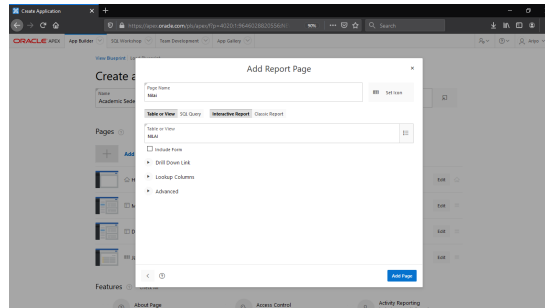 Create Application
https://apex.oracle.com/pls/apex/f?p=4020:1:9649028820556
90%
Search
ORACLE APEX App Builder SQL Workshop Team Development App Gallery
View Blueprint
Create a
Name
Academic Sede
Pages
Add
Edit
Edit
Edit
Edit
Features
About Page
Access Control
Activity Reporting
Add Report Page
Page Name
Nilai
Set Icon
Table or View SQL Query Interactive Report Classic Report
Table or View
NILAI
Include Form
Drill Down Link
Lookup Columns
Advanced
Add Page